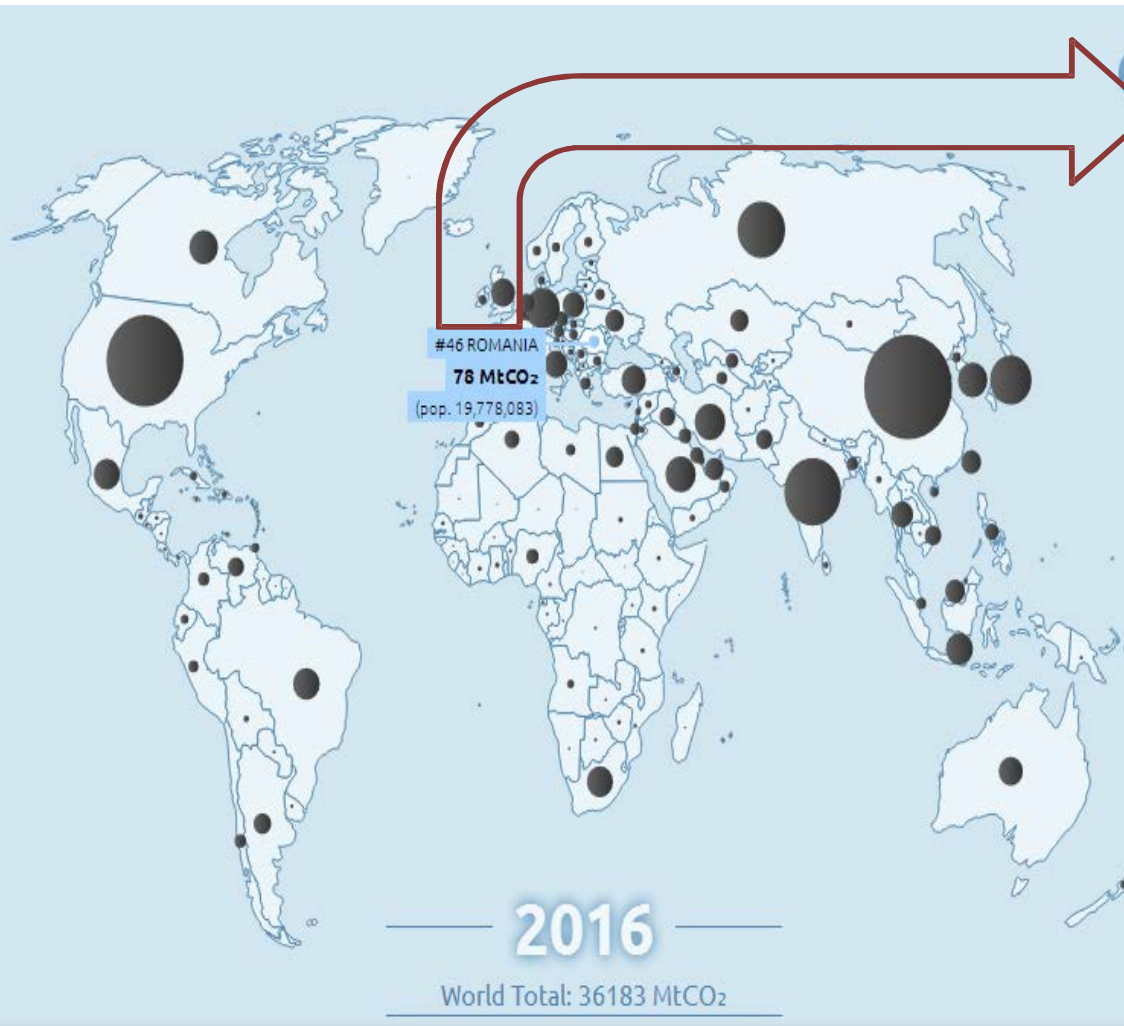 #46 ROMANIA
78 MtCO₂
(pop. 19,778,083)
2016
World Total: 36183 MtCO₂